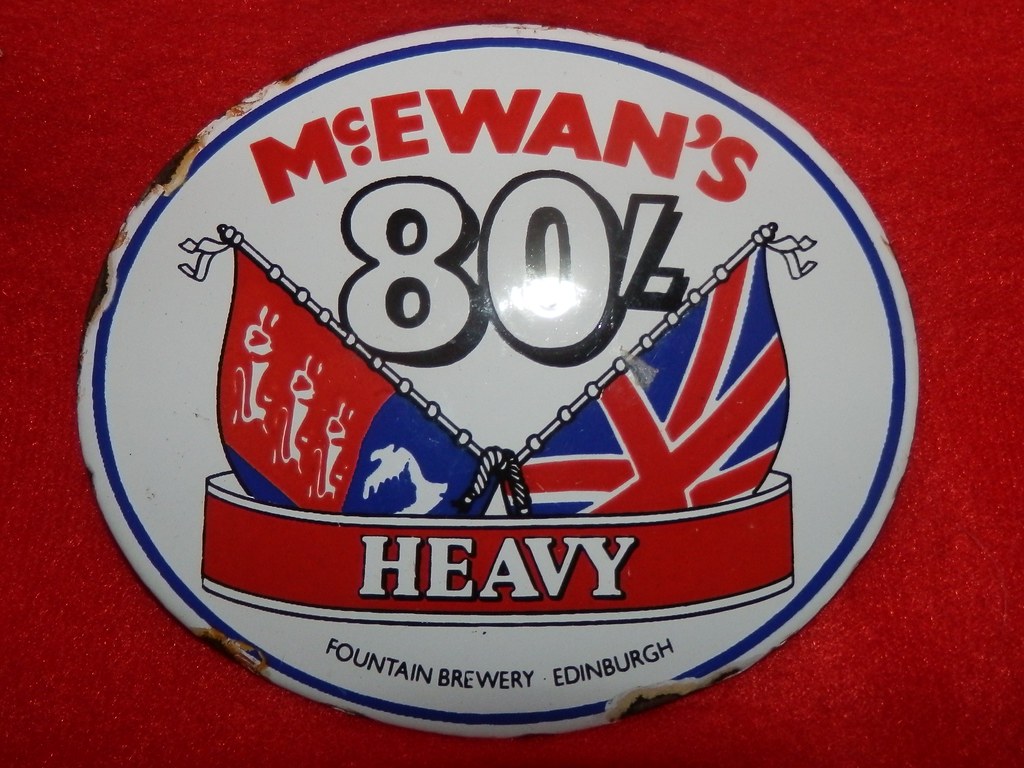 McEWAN'S
80/-
HEAVY
FOUNTAIN BREWERY · EDINBURGH